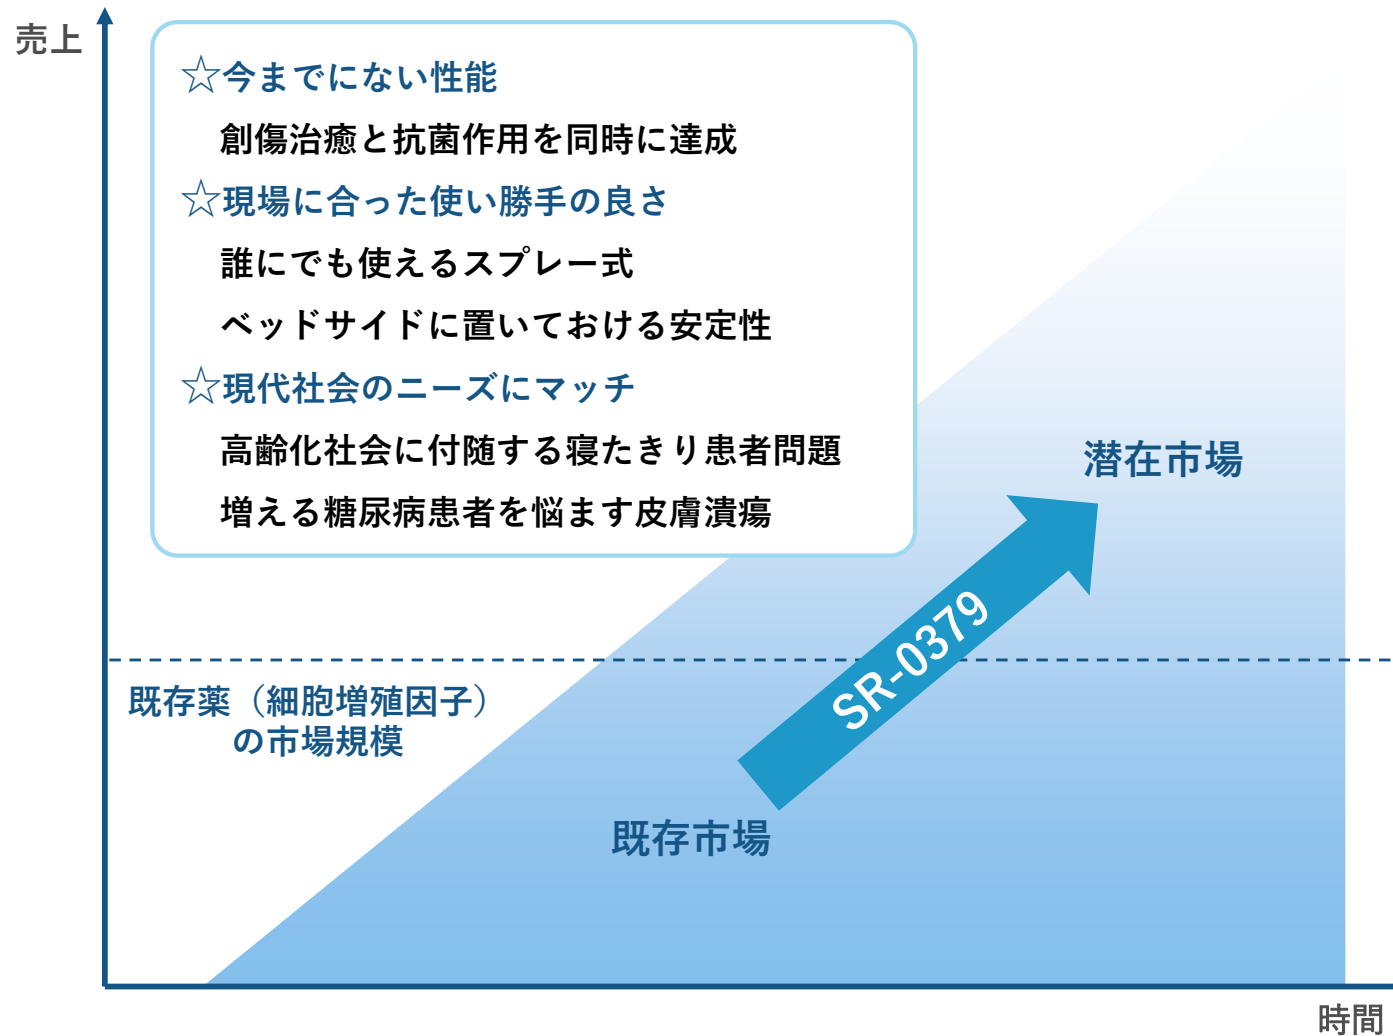 売上
☆今までにない性能
創傷治癒と抗菌作用を同時に達成
☆現場に合った使い勝手の良さ
誰にでも使えるスプレー式
ベッドサイドに置いておける安定性
☆現代社会のニーズにマッチ
高齢化社会に付随する寝たきり患者問題
増える糖尿病患者を悩ます皮膚潰瘍
潜在市場
SR-0379
既存薬（細胞増殖因子）
の市場規模
既存市場
時間